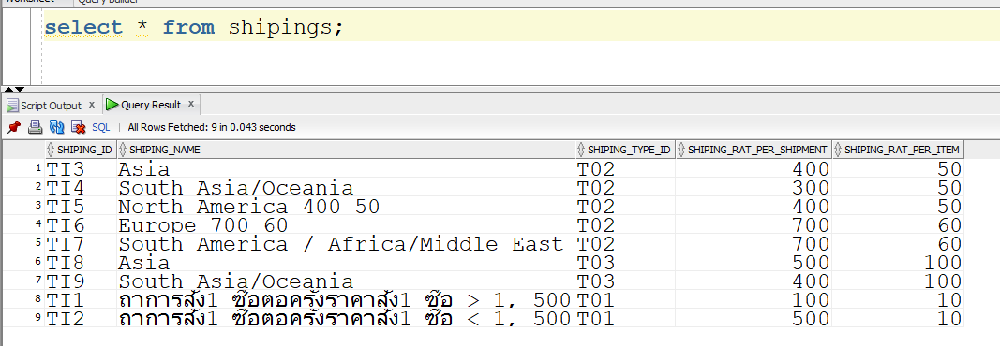 Worksheet Query Builder
select * from shipings;
Script Output x Query Result x
SQL | All Rows Fetched: 9 in 0.043 seconds
SHIPING_ID SHIPING_NAME SHIPING_TYPE_ID SHIPING_RAT_PER_SHIPMENT SHIPING_RAT_PER_ITEM
1 TI3 Asia T02 400 50
2 TI4 South Asia/Oceania T02 300 50
3 TI5 North America 400 50 T02 400 50
4 TI6 Europe 700 60 T02 700 60
5 TI7 South America / Africa/Middle East T02 700 60
6 TI8 Asia T03 500 100
7 TI9 South Asia/Oceania T03 400 100
8 TI1 ถาการสั่ง1 ซื้อต่อครั้งราคาสั่ง1 ซื้อ > 1, 500 T01 100 10
9 TI2 ถาการสั่ง1 ซื้อต่อครั้งราคาสั่ง1 ซื้อ < 1, 500 T01 500 10